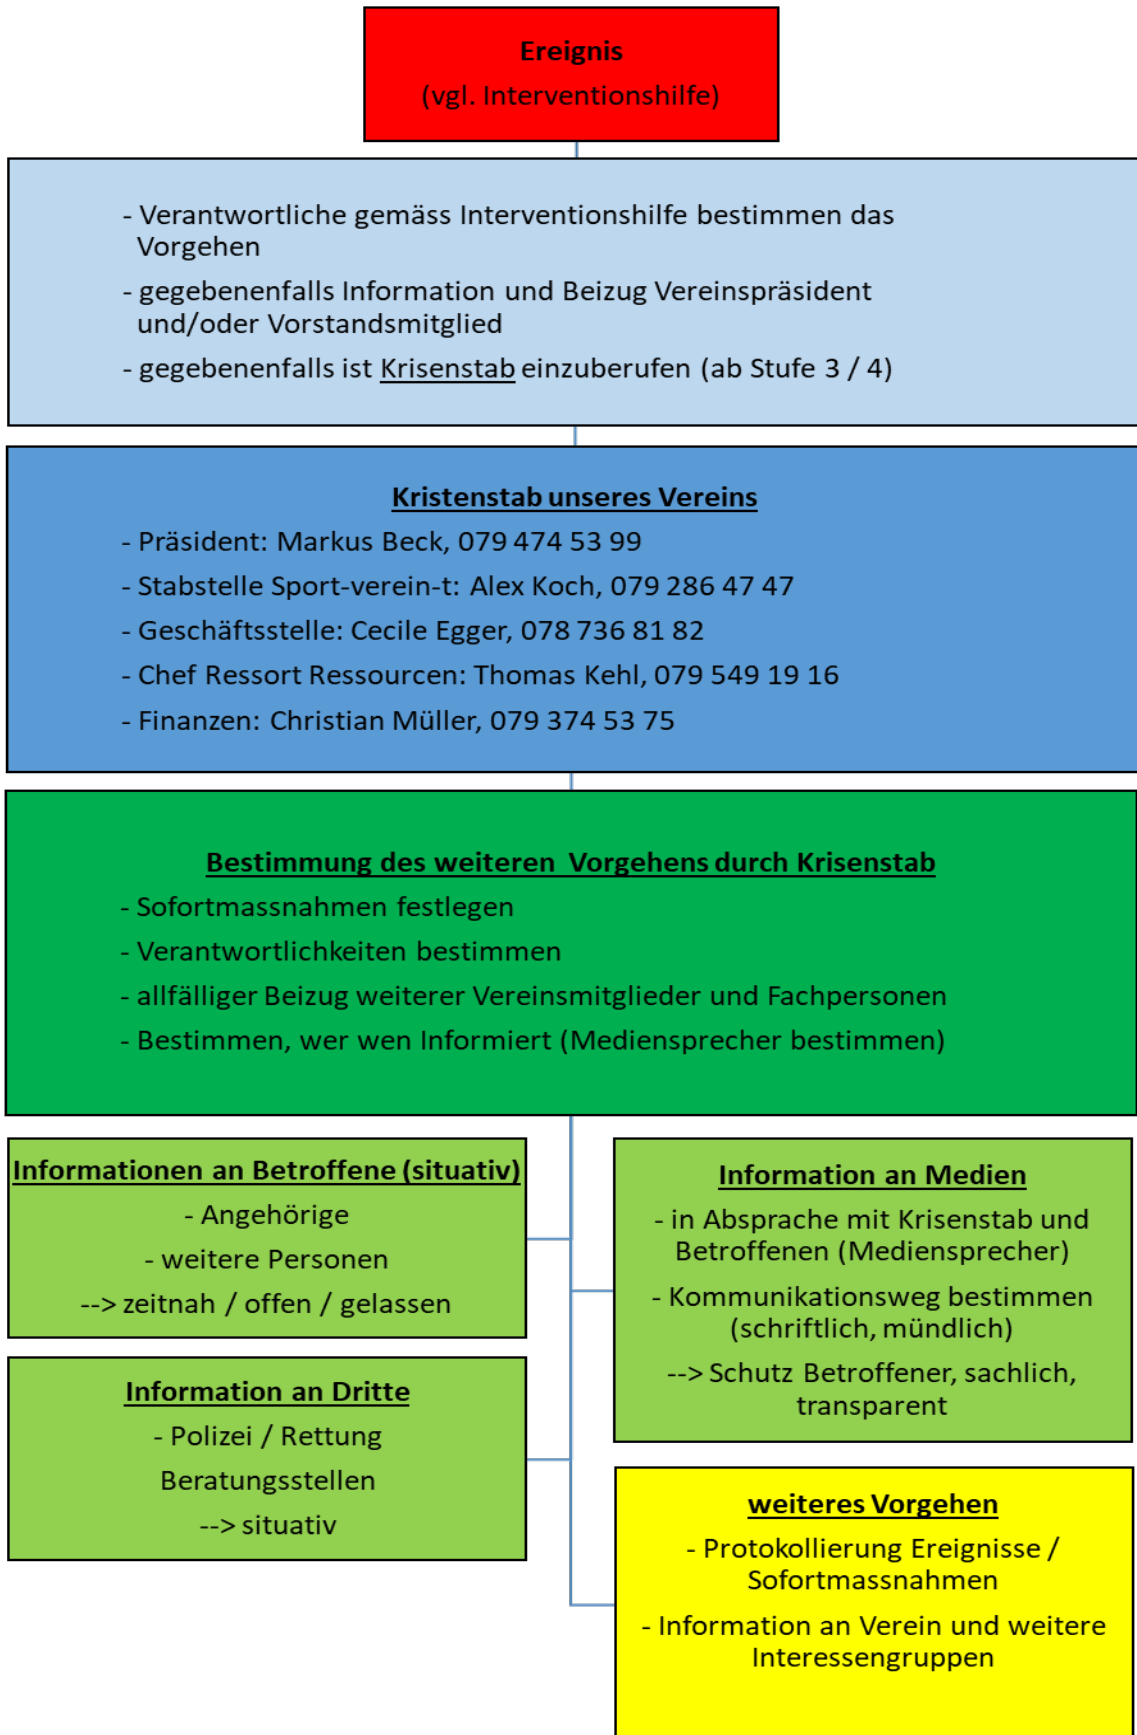 Ereignis
(vgl. Interventionshilfe)
- Verantwortliche gemäss Interventionshilfe bestimmen das
Vorgehen
- gegebenenfalls Information und Beizug Vereinspräsident
und/oder Vorstandsmitglied
- gegebenenfalls ist Krisenstab einzuberufen (ab Stufe 3 / 4)
Kristenstab unseres Vereins
- Präsident: Markus Beck, 079 474 53 99
- Stabstelle Sport-verein-t: Alex Koch, 079 286 47 47
- Geschäftsstelle: Cecile Egger, 078 736 81 82
- Chef Ressort Ressourcen: Thomas Kehl, 079 549 19 16
- Finanzen: Christian Müller, 079 374 53 75
Bestimmung des weiteren Vorgehens durch Krisenstab
- Sofortmassnahmen festlegen
- Verantwortlichkeiten bestimmen
- allfälliger Beizug weiterer Vereinsmitglieder und Fachpersonen
- Bestimmen, wer wen Informiert (Mediensprecher bestimmen)
Informationen an Betroffene (situativ)
- Angehörige
- weitere Personen
--> zeitnah / offen / gelassen
Information an Medien
- in Absprache mit Krisenstab und
Betroffenen (Mediensprecher)
- Kommunikationsweg bestimmen
(schriftlich, mündlich)
--> Schutz Betroffener, sachlich,
transparent
Information an Dritte
- Polizei / Rettung
Beratungsstellen
--> situativ
weiteres Vorgehen
- Protokollierung Ereignisse /
Sofortmassnahmen
- Information an Verein und weitere
Interessengruppen